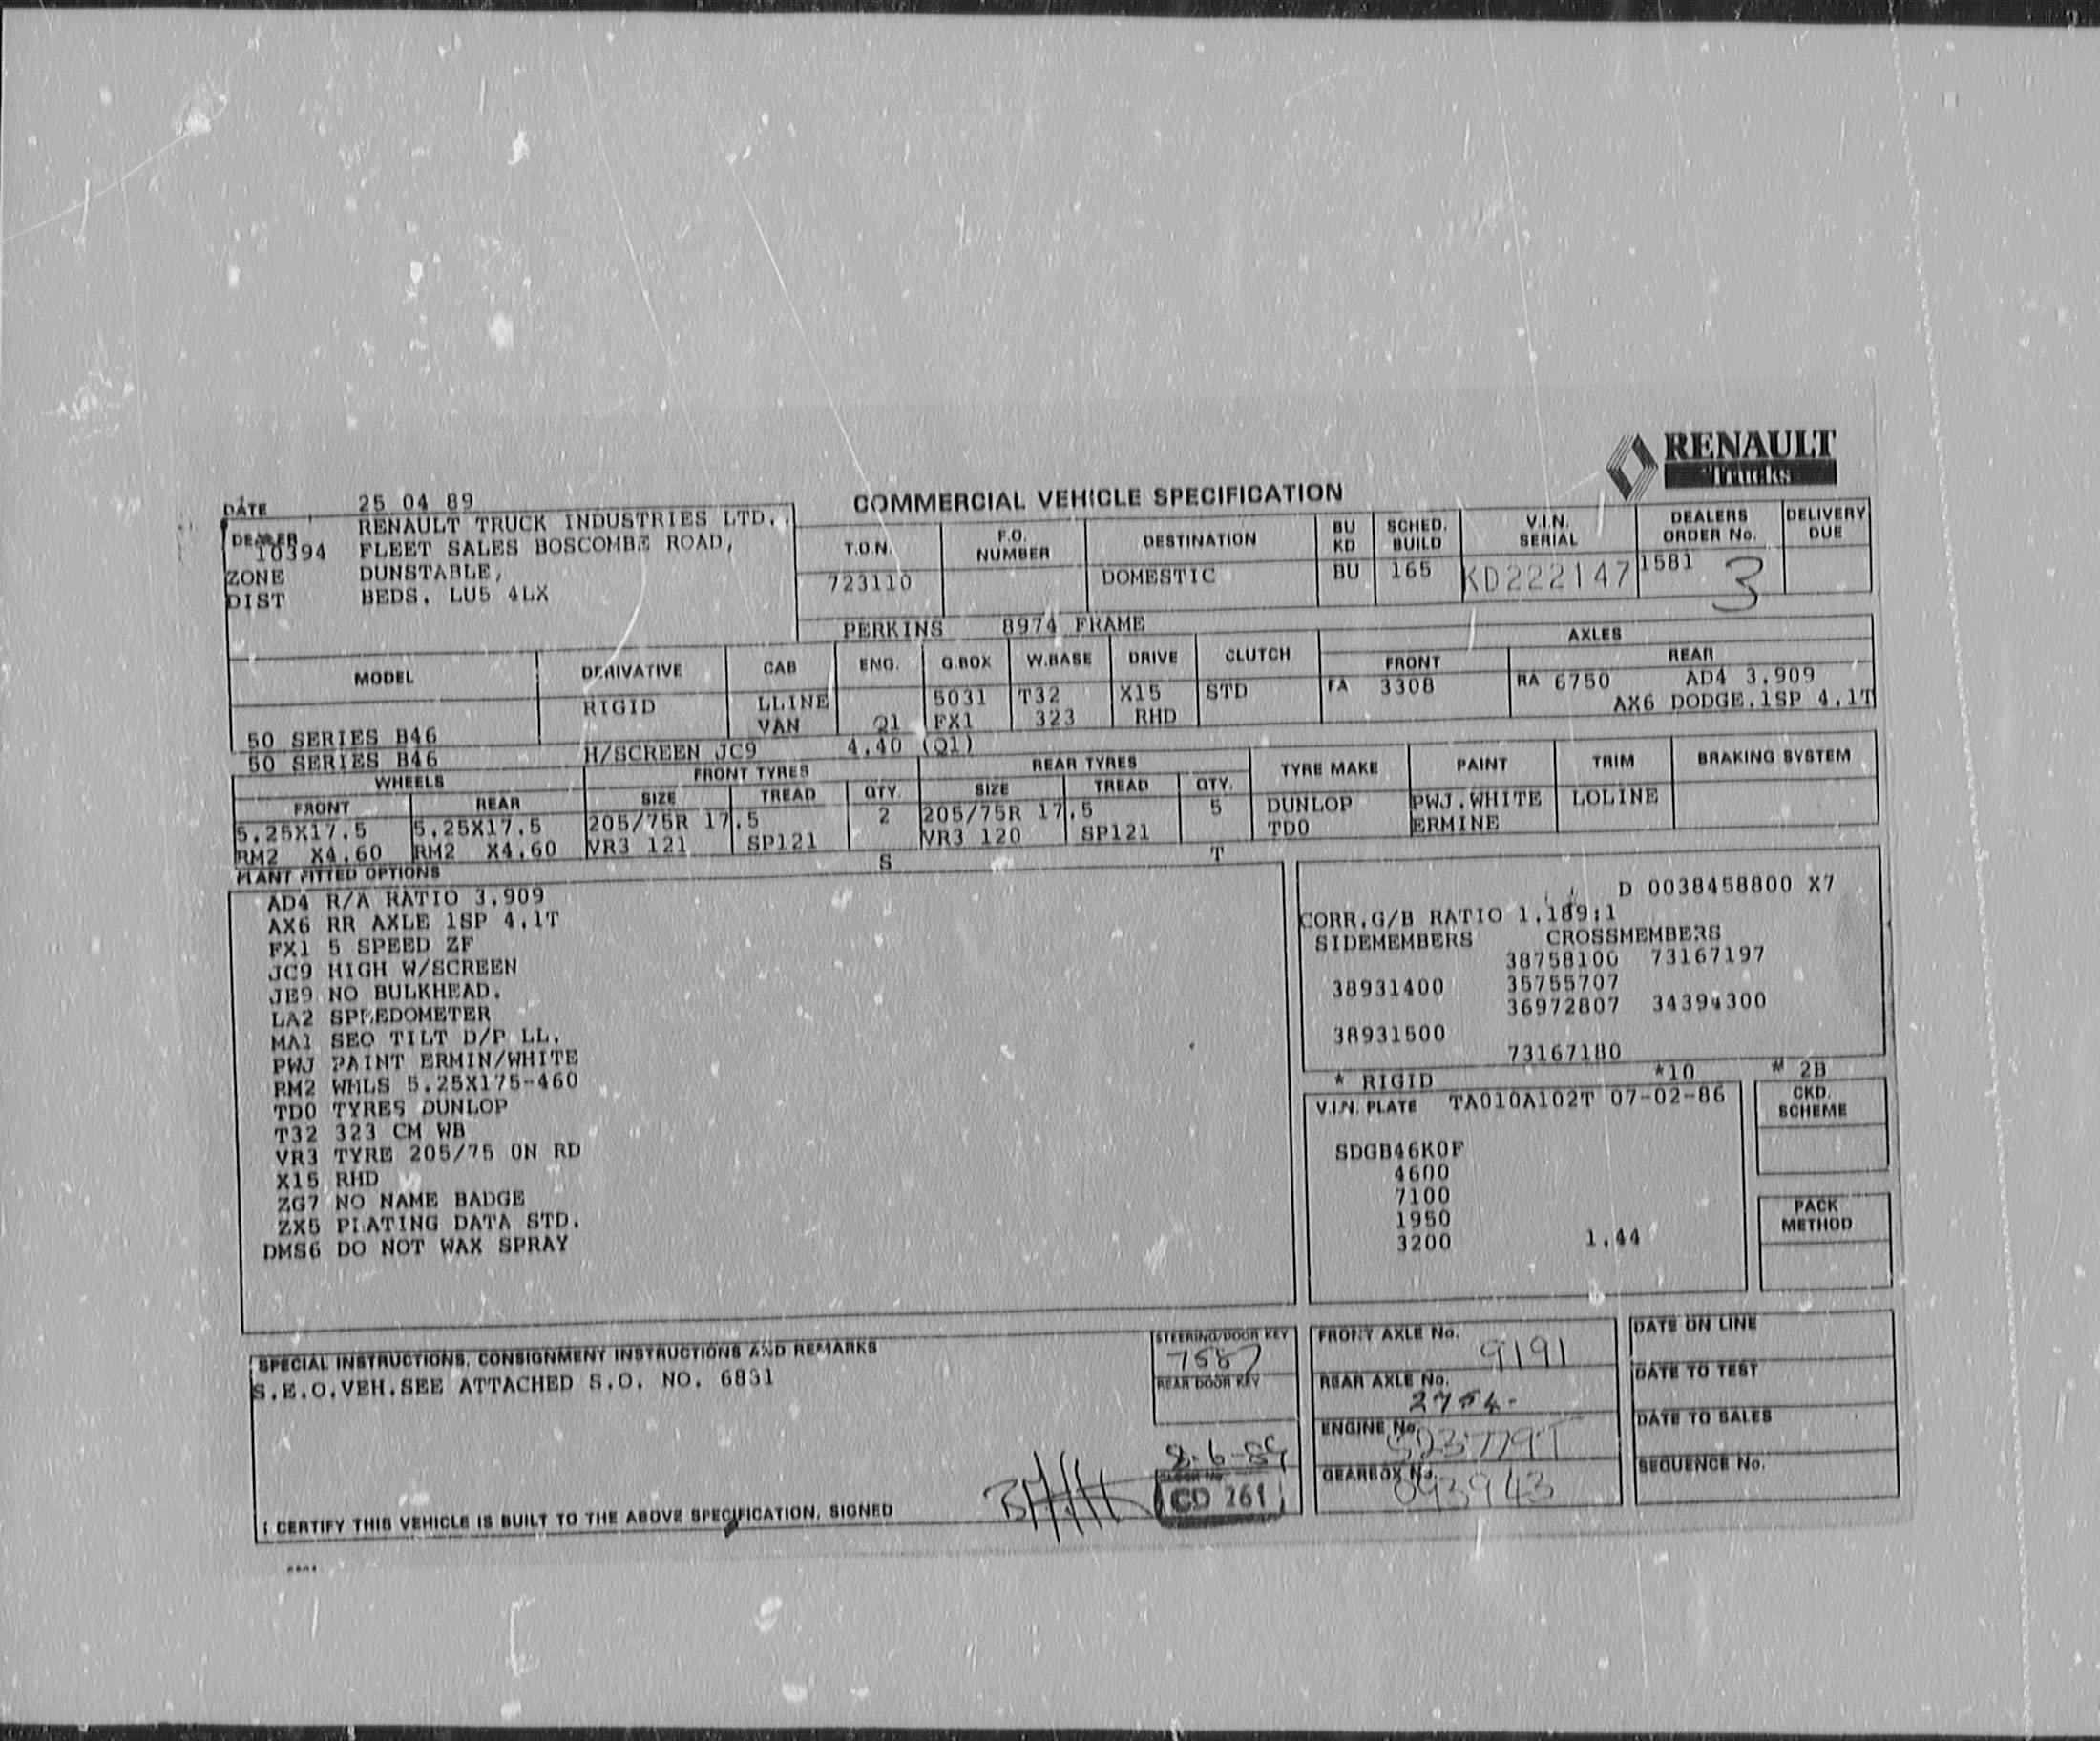 RENAULT
Trucks
COMMERCIAL VEHICLE SPECIFICATION
DATE 25 04 89
DEALER 10394 RENAULT TRUCK INDUSTRIES LTD.,
FLEET SALES BOSCOMBE ROAD,
ZONE DUNSTABLE,
DIST BEDS. LU5 4LX
T.O.N. F.O. NUMBER DESTINATION BU KD SCHED. BUILD V.I.N. SERIAL DEALERS ORDER No. DELIVERY DUE
723110 DOMESTIC BU 165 KD222147 1581 3
PERKINS 8974 FRAME
MODEL DERIVATIVE CAB ENG. G.BOX W.BASE DRIVE CLUTCH AXLES FRONT REAR
RIGID LLINE 5031 T32 X15 STD FA 3308 RA 6750 AD4 3.909
50 SERIES B46 VAN Q1 FX1 323 RHD AX6 DODGE.1SP 4.1T
50 SERIES B46 H/SCREEN JC9 4.40 (Q1)
WHEELS FRONT TYRES REAR TYRES TYRE MAKE PAINT TRIM BRAKING SYSTEM
FRONT REAR SIZE TREAD QTY. SIZE TREAD QTY.
5.25X17.5 5.25X17.5 205/75R 17.5 2 205/75R 17.5 5 DUNLOP PWJ.WHITE LOLINE
RM2 X4.60 RM2 X4.60 VR3 121 SP121 VR3 120 SP121 TD0 ERMINE
S T
PLANT FITTED OPTIONS
AD4 R/A RATIO 3.909
AX6 RR AXLE 1SP 4.1T
FX1 5 SPEED ZF
JC9 HIGH W/SCREEN
JE9 NO BULKHEAD.
LA2 SPEEDOMETER
MA1 SEO TILT D/P LL.
PWJ PAINT ERMIN/WHITE
RM2 WHLS 5.25X175-460
TD0 TYRES DUNLOP
T32 323 CM WB
VR3 TYRE 205/75 ON RD
X15 RHD
ZG7 NO NAME BADGE
ZX5 PLATING DATA STD.
DMS6 DO NOT WAX SPRAY
D 0038458800 X7
CORR.G/B RATIO 1.189:1
SIDEMEMBERS CROSSMEMBERS
38758100 73167197
38931400 35755707
36972807 34394300
38931500
73167180
* RIGID *10 * 2B
V.I.N. PLATE TA010A102T 07-02-86
CKD. SCHEME
SDGB46K0F
4600
7100
1950
3200 1.44
PACK METHOD
SPECIAL INSTRUCTIONS, CONSIGNMENT INSTRUCTIONS AND REMARKS
S.E.O.VEH.SEE ATTACHED S.O. NO. 6831
STEERING/DOOR KEY
7587
REAR DOOR KEY
8-6-89
CD 261
FRONT AXLE No. 9191
REAR AXLE No.
ENGINE No.
GEARBOX No. 093943
DATE ON LINE
DATE TO TEST
DATE TO SALES
SEQUENCE No.
I CERTIFY THIS VEHICLE IS BUILT TO THE ABOVE SPECIFICATION. SIGNED